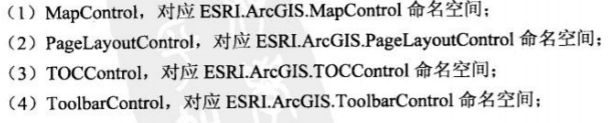 （1）MapControl，对应 ESRI.ArcGIS.MapControl 命名空间；
（2）PageLayoutControl，对应 ESRI.ArcGIS.PageLayoutControl 命名空间；
（3）TOCControl，对应 ESRI.ArcGIS.TOCControl 命名空间；
（4）ToolbarControl，对应 ESRI.ArcGIS.ToolbarControl 命名空间；